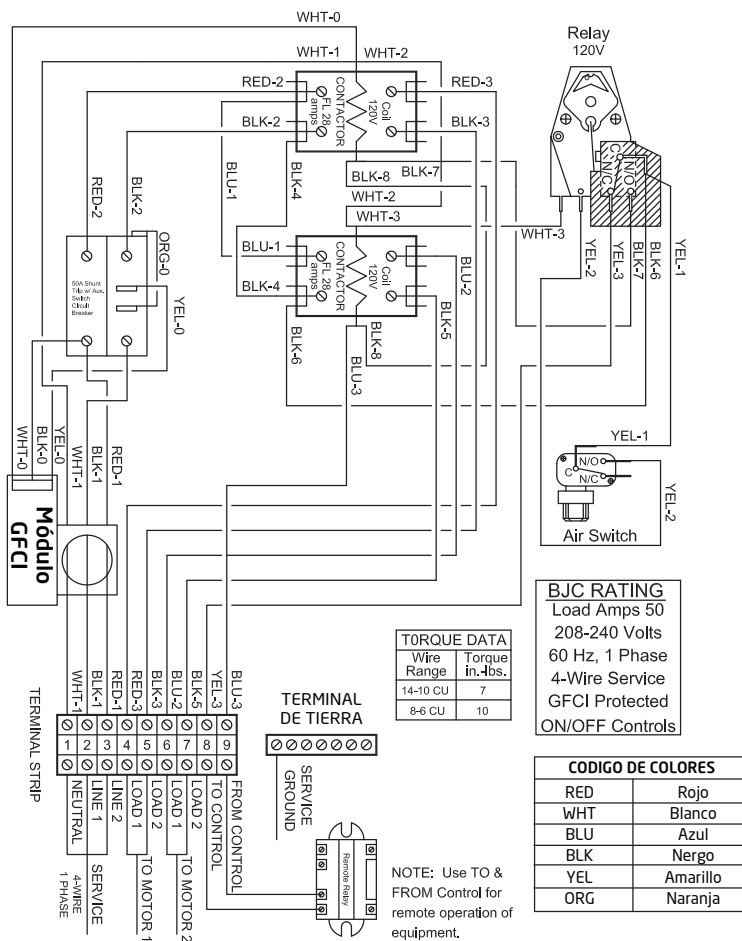 WHT-0
WHT-1
WHT-2
Relay
120V
RED-2
RED-3
CONTACTOR
120V
Coil
FL 28
amps
BLK-2
BLK-3
BLU-1
BLK-4
BLK-8
BLK-7
WHT-2
WHT-3
RED-2
BLK-2
C
N/C
N/O
WHT-3
YEL-2
YEL-3
BLK-7
BLK-6
YEL-1
ORG-0
YEL-0
50A Shunt
Trip w/ Aux.
Switch
Circuit
Breaker
BLU-1
BLK-4
CONTACTOR
120V
Coil
FL 28
amps
BLU-2
BLK-5
BLK-6
BLU-3
BLK-8
WHT-0
BLK-0
YEL-0
WHT-1
BLK-1
RED-1
Módulo
GFCI
YEL-1
C
N/O
N/C
YEL-2
Air Switch
BJC RATING
Load Amps 50
208-240 Volts
60 Hz, 1 Phase
4-Wire Service
GFCI Protected
ON/OFF Controls
TORQUE DATA
Wire Range Torque in.-lbs.
14-10 CU 7
8-6 CU 10
WHT-1
BLK-1
RED-1
RED-3
BLK-3
BLU-2
BLK-5
YEL-3
BLU-3
TERMINAL STRIP
1 2 3 4 5 6 7 8 9
NEUTRAL
LINE 1
LINE 2
LOAD 1
LOAD 2
LOAD 1
LOAD 2
TO CONTROL
FROM CONTROL
4-WIRE
1 PHASE
SERVICE
TO MOTOR 1
TO MOTOR 2
TERMINAL
DE TIERRA
SERVICE
GROUND
Remote Relay
NOTE: Use TO &
FROM Control for
remote operation of
equipment.
CODIGO DE COLORES
RED Rojo
WHT Blanco
BLU Azul
BLK Nergo
YEL Amarillo
ORG Naranja